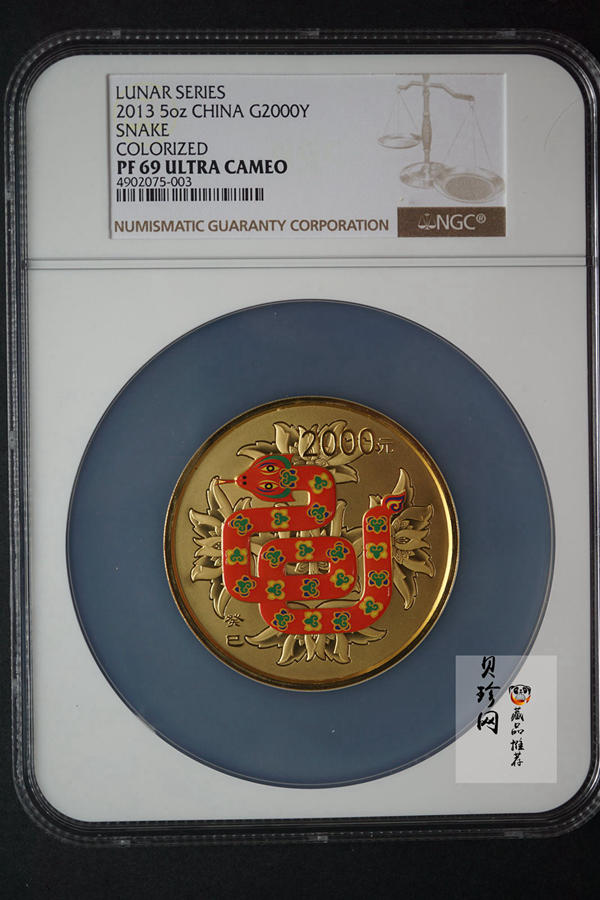 LUNAR SERIES
2013 5oz CHINA G2000Y
SNAKE
COLORIZED
PF 69 ULTRA CAMEO
4902075-003
NUMISMATIC GUARANTY CORPORATION
NGC®
2000元
癸
巳
贝珍网
藏品推荐